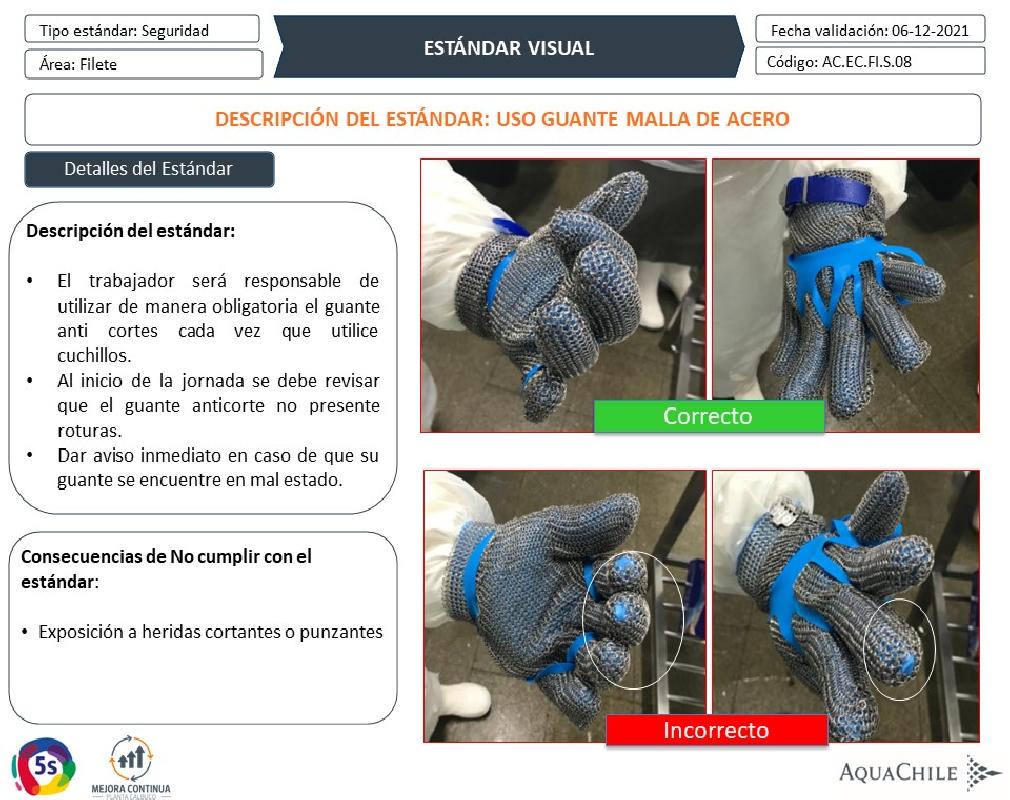 Tipo estándar: Seguridad
Área: Filete
ESTÁNDAR VISUAL
Fecha validación: 06-12-2021
Código: AC.EC.FI.S.08
DESCRIPCIÓN DEL ESTÁNDAR: USO GUANTE MALLA DE ACERO
Detalles del Estándar
Descripción del estándar:
• El trabajador será responsable de
utilizar de manera obligatoria el guante
anti cortes cada vez que utilice
cuchillos.
• Al inicio de la jornada se debe revisar
que el guante anticorte no presente
roturas.
• Dar aviso inmediato en caso de que su
guante se encuentre en mal estado.
Consecuencias de No cumplir con el
estándar:
• Exposición a heridas cortantes o punzantes
Correcto
Incorrecto
5s
MEJORA CONTINUA
PLANTA CALBUCO
AQUACHILE